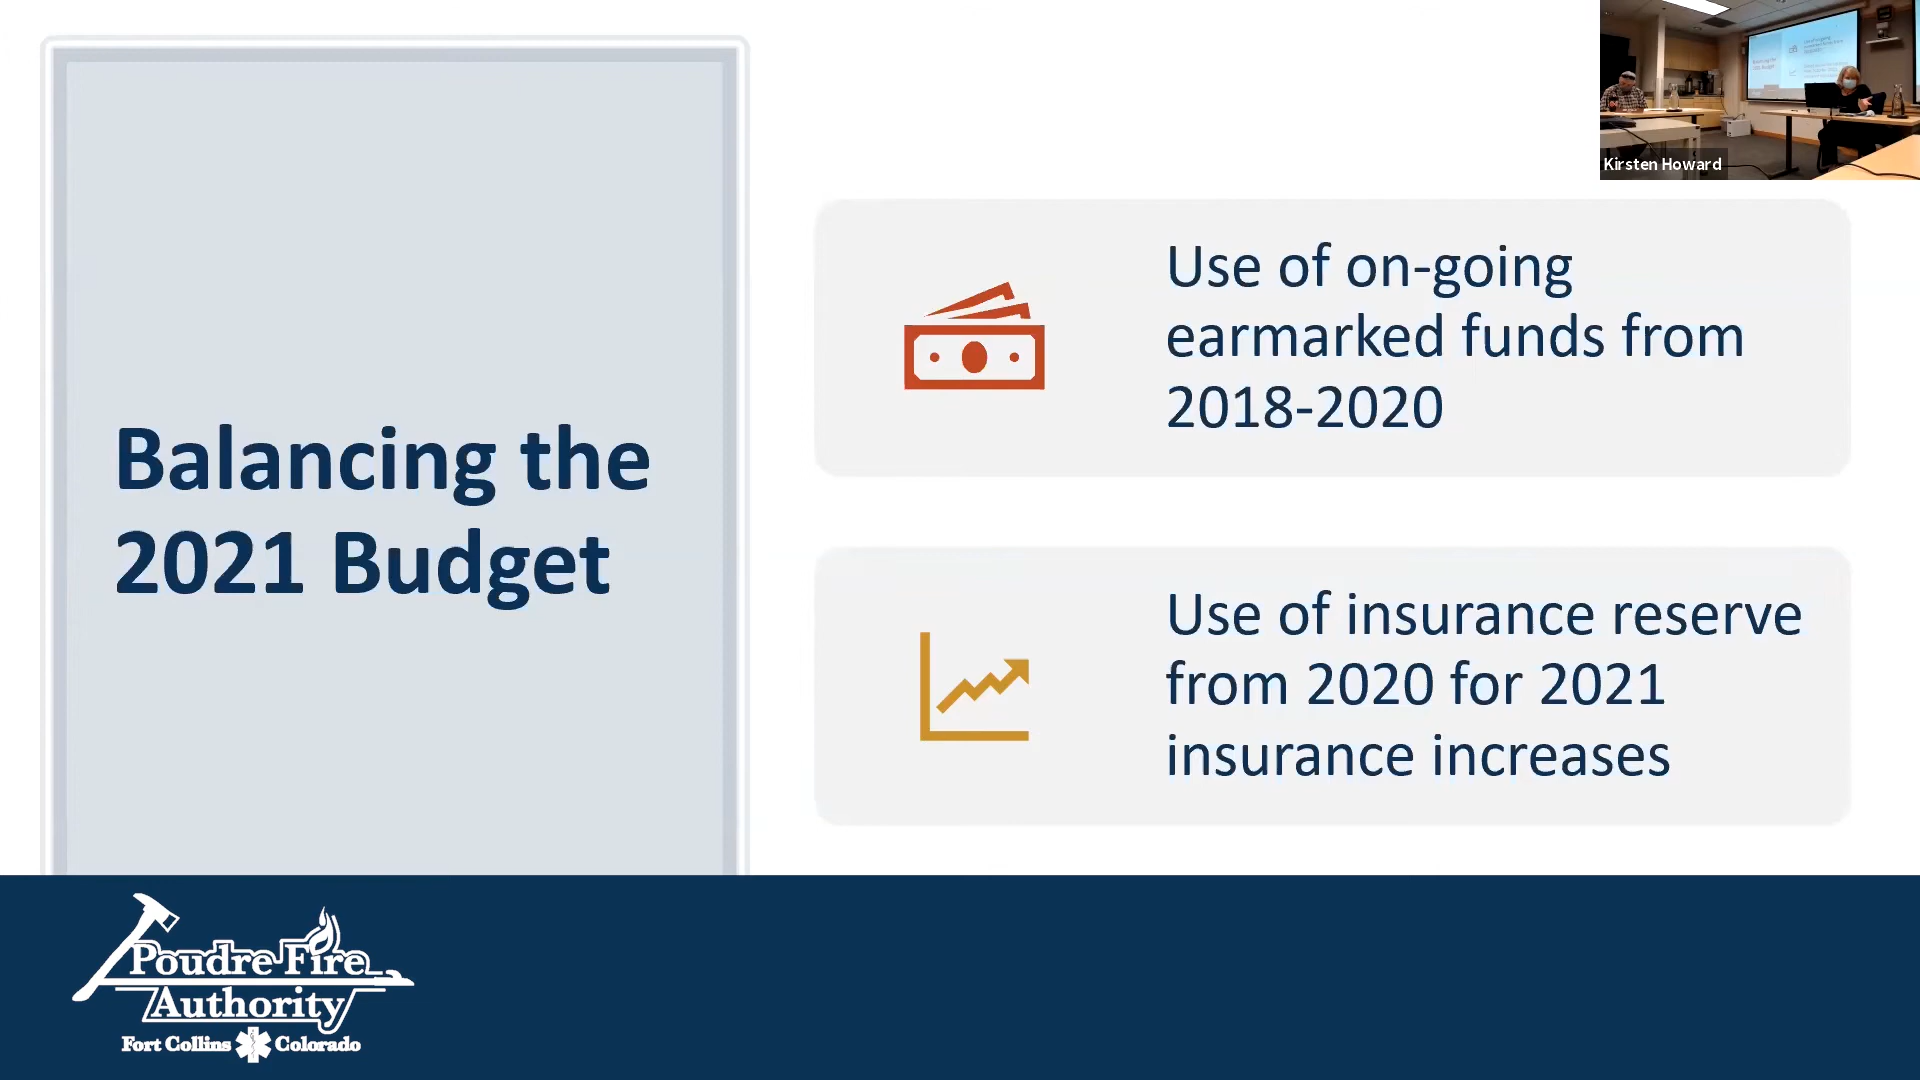 Kirsten Howard
Balancing the
2021 Budget
Use of on-going
earmarked funds from
2018-2020
Use of insurance reserve
from 2020 for 2021
insurance increases
Poudre Fire
Authority
Fort Collins Colorado